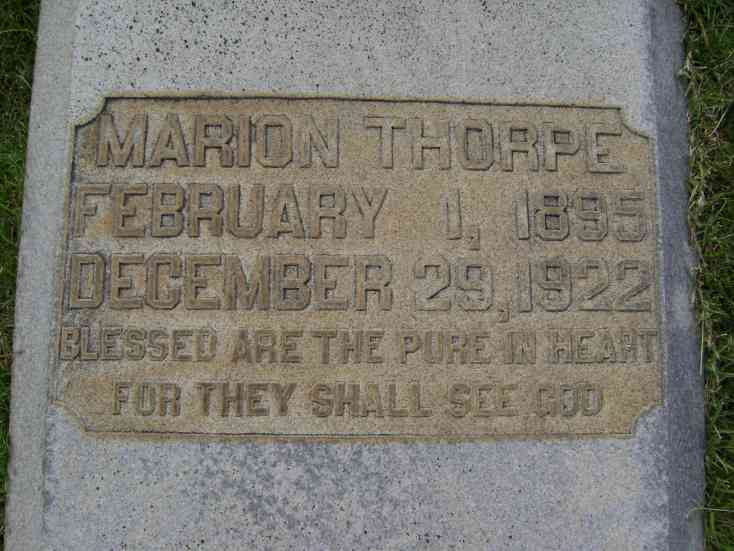 MARION THORPE
FEBRUARY 1, 1895
DECEMBER 29, 1922
BLESSED ARE THE PURE IN HEART
FOR THEY SHALL SEE GOD